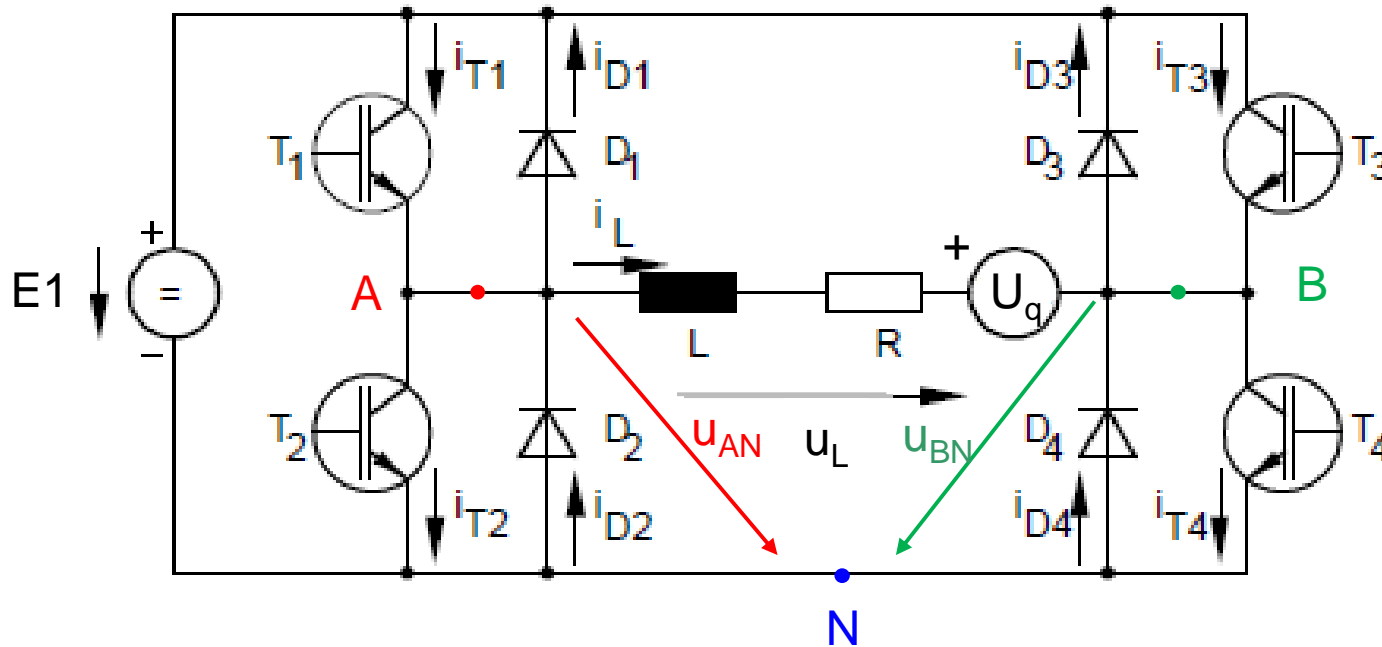 iT1 iD1 iD3 iT3
T1 D1 D3 T3
+ iL
E1 = A + Uq B
− L R
T2 D2 uAN uL uBN D4 T4
iT2 iD2 iD4 iT4
N